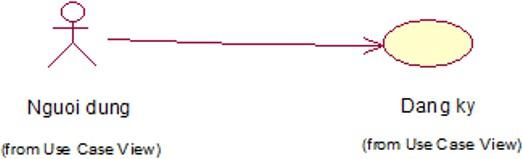 Nguoi dung
Dang ky
(from Use Case View)
(from Use Case View)